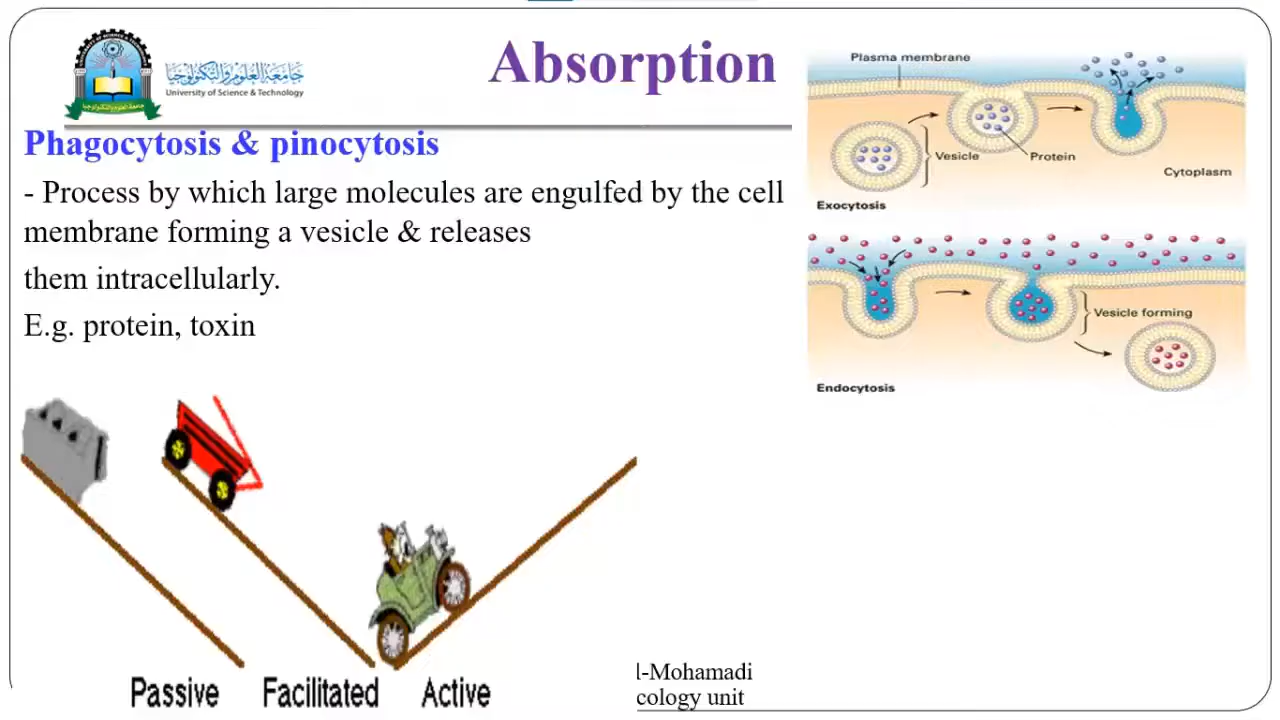 Absorption
جامعة العلوم والتكنولوجيا
University of Science & Technology
Phagocytosis & pinocytosis
- Process by which large molecules are engulfed by the cell
membrane forming a vesicle & releases
them intracellularly.
E.g. protein, toxin
Plasma membrane
Vesicle
Protein
Cytoplasm
Exocytosis
Vesicle forming
Endocytosis
Passive
Facilitated
Active
l-Mohamadi
cology unit